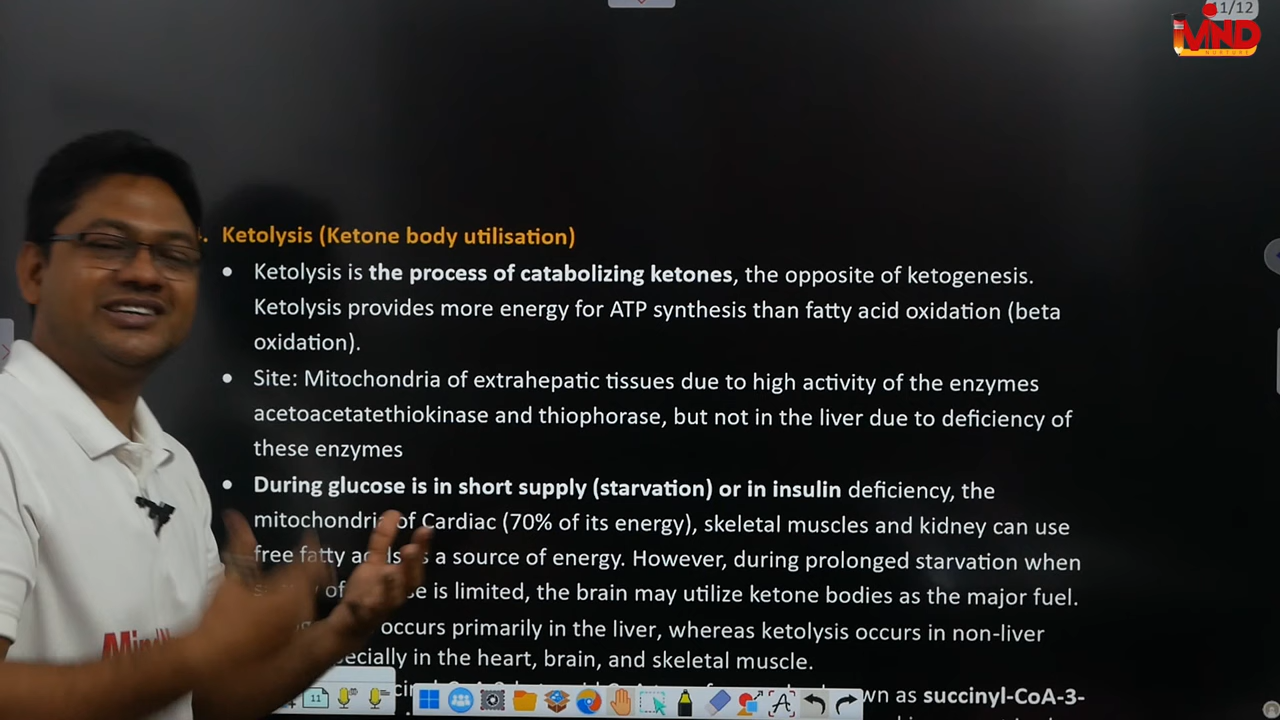 11/12
MIND
NURTURE
Ketolysis (Ketone body utilisation)
• Ketolysis is the process of catabolizing ketones, the opposite of ketogenesis.
Ketolysis provides more energy for ATP synthesis than fatty acid oxidation (beta
oxidation).
• Site: Mitochondria of extrahepatic tissues due to high activity of the enzymes
acetoacetatethiokinase and thiophorase, but not in the liver due to deficiency of
these enzymes
• During glucose is in short supply (starvation) or in insulin deficiency, the
mitochondria of Cardiac (70% of its energy), skeletal muscles and kidney can use
free fatty a source of energy. However, during prolonged starvation when
of is limited, the brain may utilize ketone bodies as the major fuel.
occurs primarily in the liver, whereas ketolysis occurs in non-liver
in the heart, brain, and skeletal muscle.
as succinyl-CoA-3-
11
A